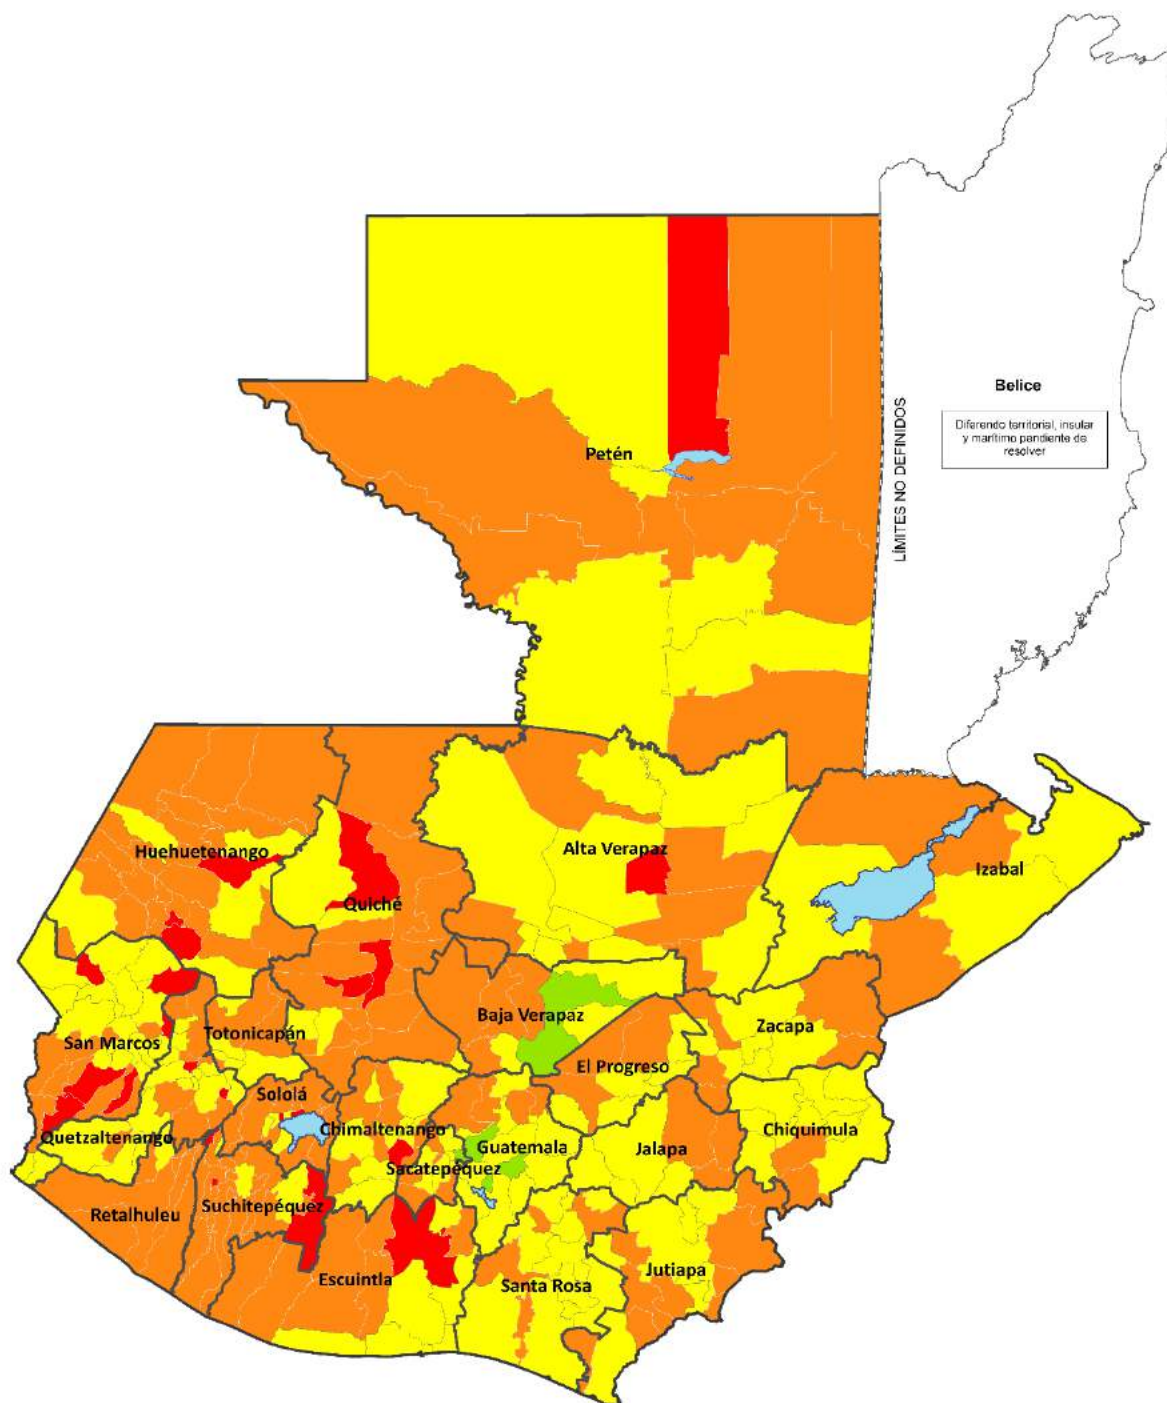 Belice
Diferendo territorial, insular
y marítimo pendiente de
resolver
LÍMITES NO DEFINIDOS
Petén
Huehuetenango
Alta Verapaz
Izabal
Quiché
Baja Verapaz
Zacapa
San Marcos
Totonicapán
El Progreso
Sololá
Chiquimula
Quetzaltenango
Chimaltenango
Guatemala
Jalapa
Sacatepéquez
Suchitepéquez
Retalhuleu
Jutiapa
Escuintla
Santa Rosa